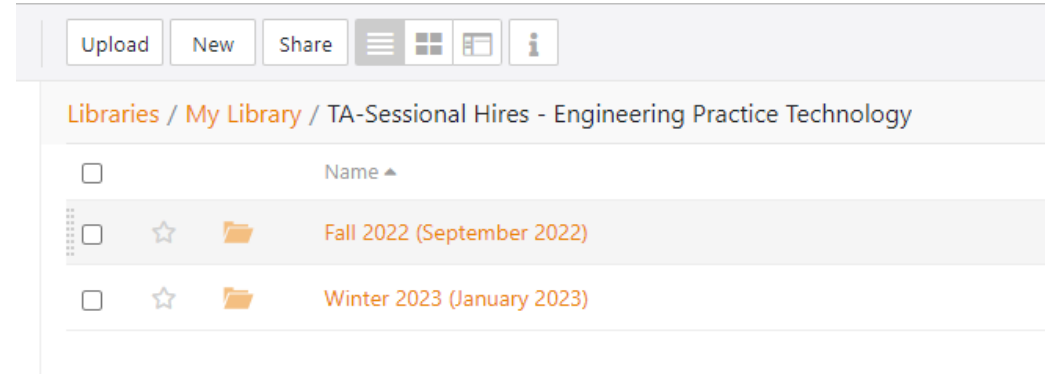 Upload New Share
Libraries / My Library / TA-Sessional Hires - Engineering Practice Technology
Name
Fall 2022 (September 2022)
Winter 2023 (January 2023)